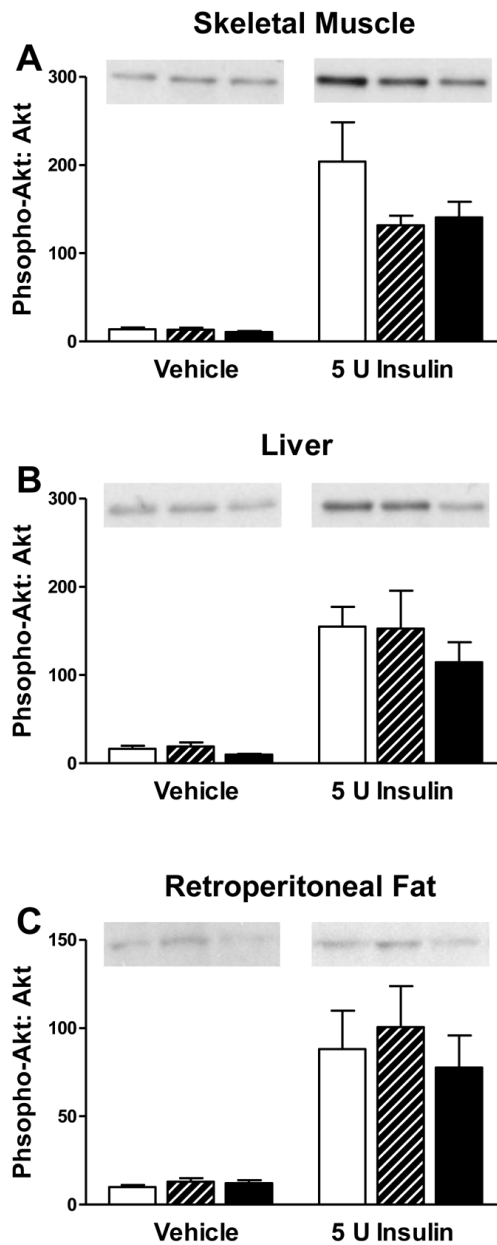 Skeletal Muscle
A
Phsopho-Akt: Akt
300
200
100
0
Vehicle
5 U Insulin
Liver
B
Phsopho-Akt: Akt
300
200
100
0
Vehicle
5 U Insulin
Retroperitoneal Fat
C
Phsopho-Akt: Akt
150
100
50
0
Vehicle
5 U Insulin